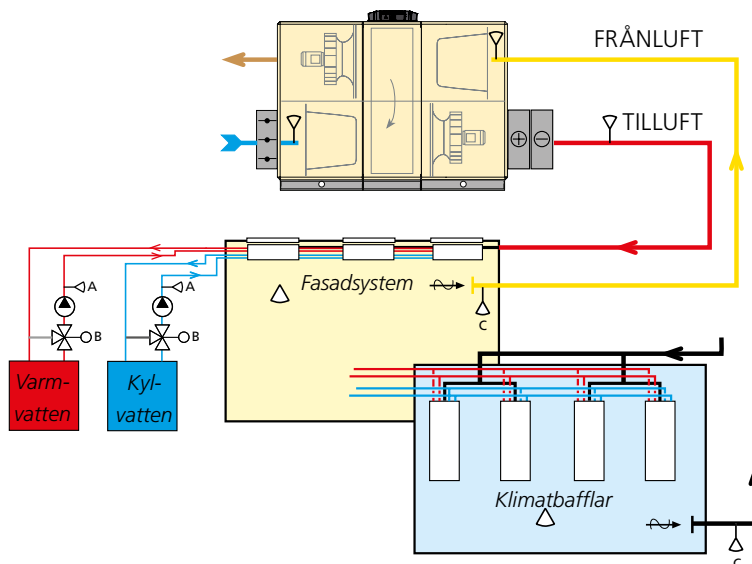 FRÅNLUFT
TILLUFT
A
A
Fasadsystem
C
B
B
Varm-
vatten
Kyl-
vatten
Klimatbafflar
C